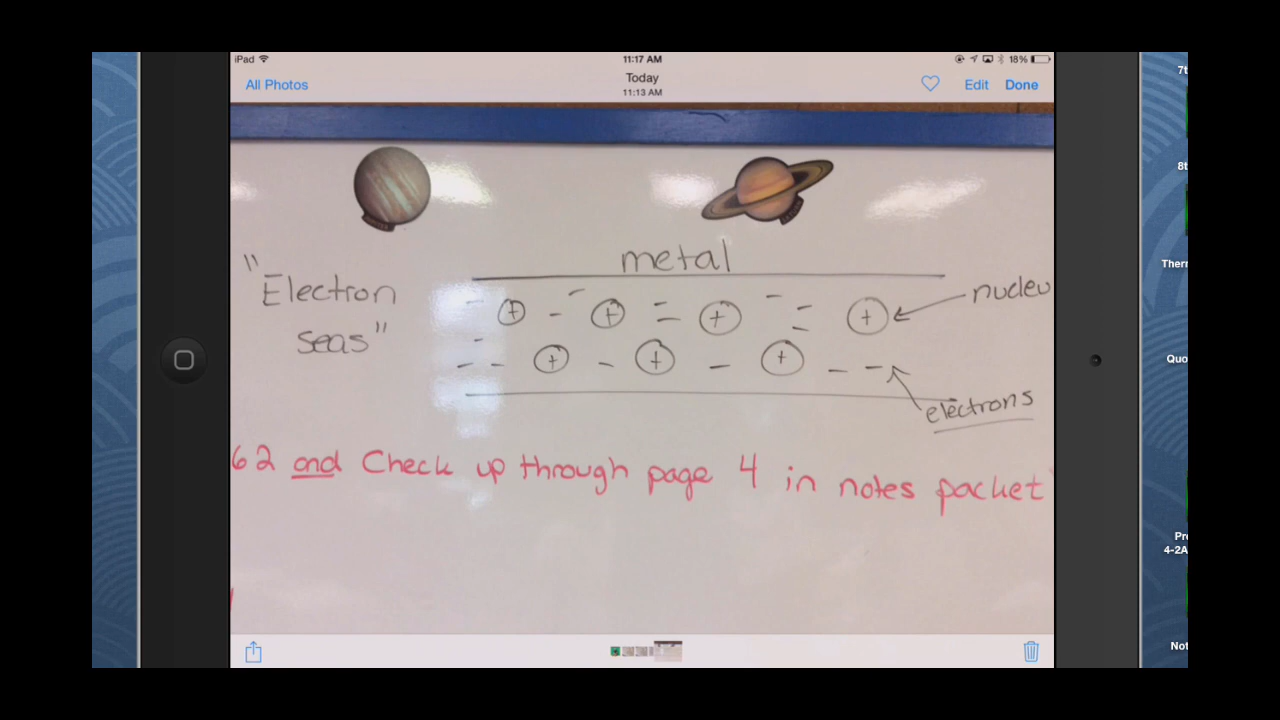 iPad
11:17 AM
18%
All Photos
Today
11:13 AM
Edit
Done
metal
"Electron
seas"
nucleu
electrons
62 and Check up through page 4 in notes packet
7t
8t
Therr
Quo
Pr
4-2A
Not